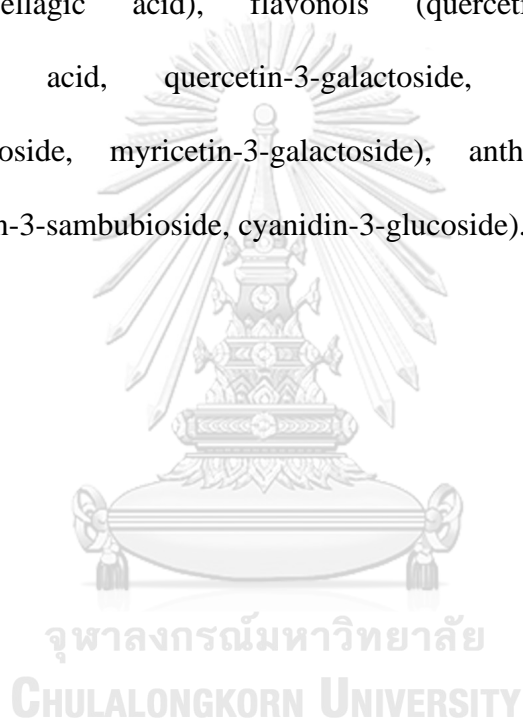 ellagic acid), flavonols (querceti
acid, quercetin-3-galactoside,
oside, myricetin-3-galactoside), anth
n-3-sambubioside, cyanidin-3-glucoside).
จุฬาลงกรณ์มหาวิทยาลัย
CHULALONGKORN UNIVERSITY